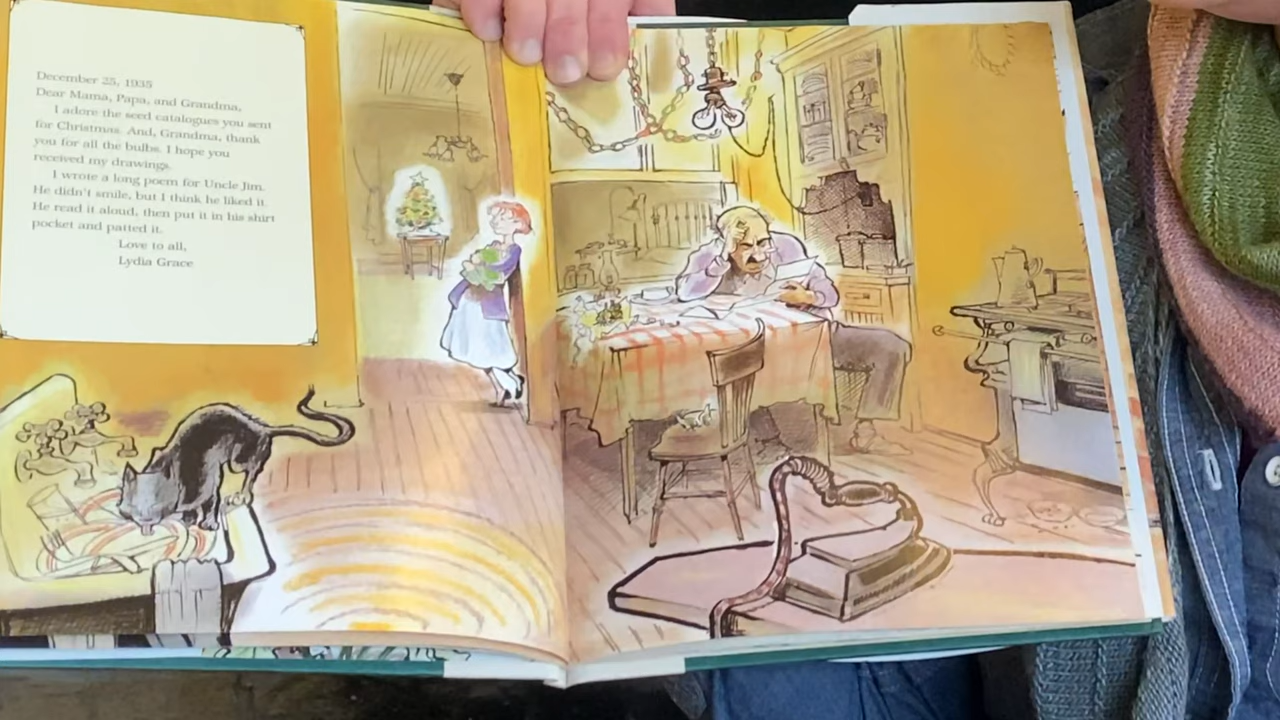 December 25, 1935
Dear Mama, Papa, and Grandma,
I adore the seed catalogues you sent
for Christmas. And, Grandma, thank
you for all the bulbs. I hope you
received my drawings.
I wrote a long poem for Uncle Jim.
He didn't smile, but I think he liked it.
He read it aloud, then put it in his shirt
pocket and patted it.
Love to all,
Lydia Grace